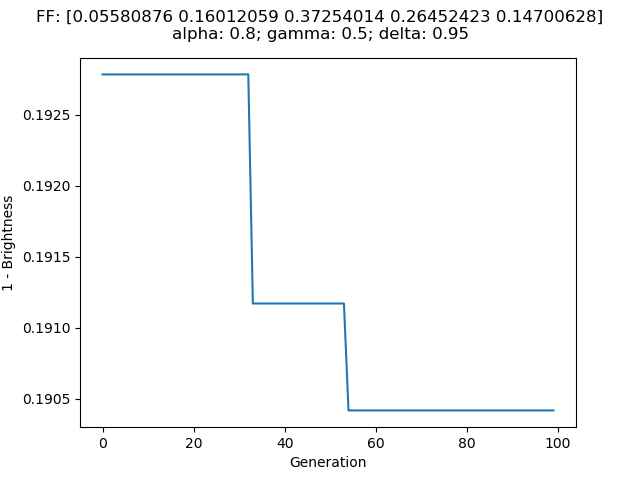 FF: [0.05580876 0.16012059 0.37254014 0.26452423 0.14700628]
alpha: 0.8; gamma: 0.5; delta: 0.95
0.1925
0.1920
0.1915
0.1910
0.1905
1 - Brightness
0 20 40 60 80 100
Generation